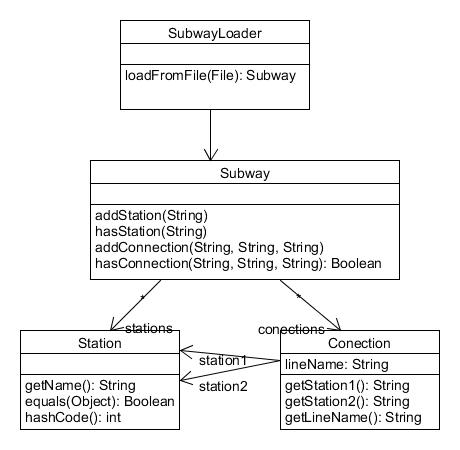 SubwayLoader
loadFromFile(File): Subway
Subway
addStation(String)
hasStation(String)
addConnection(String, String, String)
hasConnection(String, String, String): Boolean
*
*
stations
conections
Station
getName(): String
equals(Object): Boolean
hashCode(): int
station1
station2
Conection
lineName: String
getStation1(): String
getStation2(): String
getLineName(): String